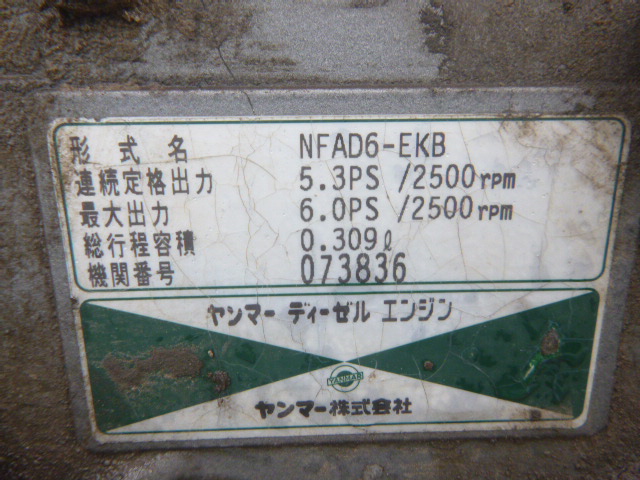 形式名 NFAD6-EKB
連続定格出力 5.3PS /2500rpm
最大出力 6.0PS /2500rpm
総行程容積 0.309ℓ
機関番号 073836
ヤンマー ディーゼル エンジン
YANMAR
ヤンマー株式会社